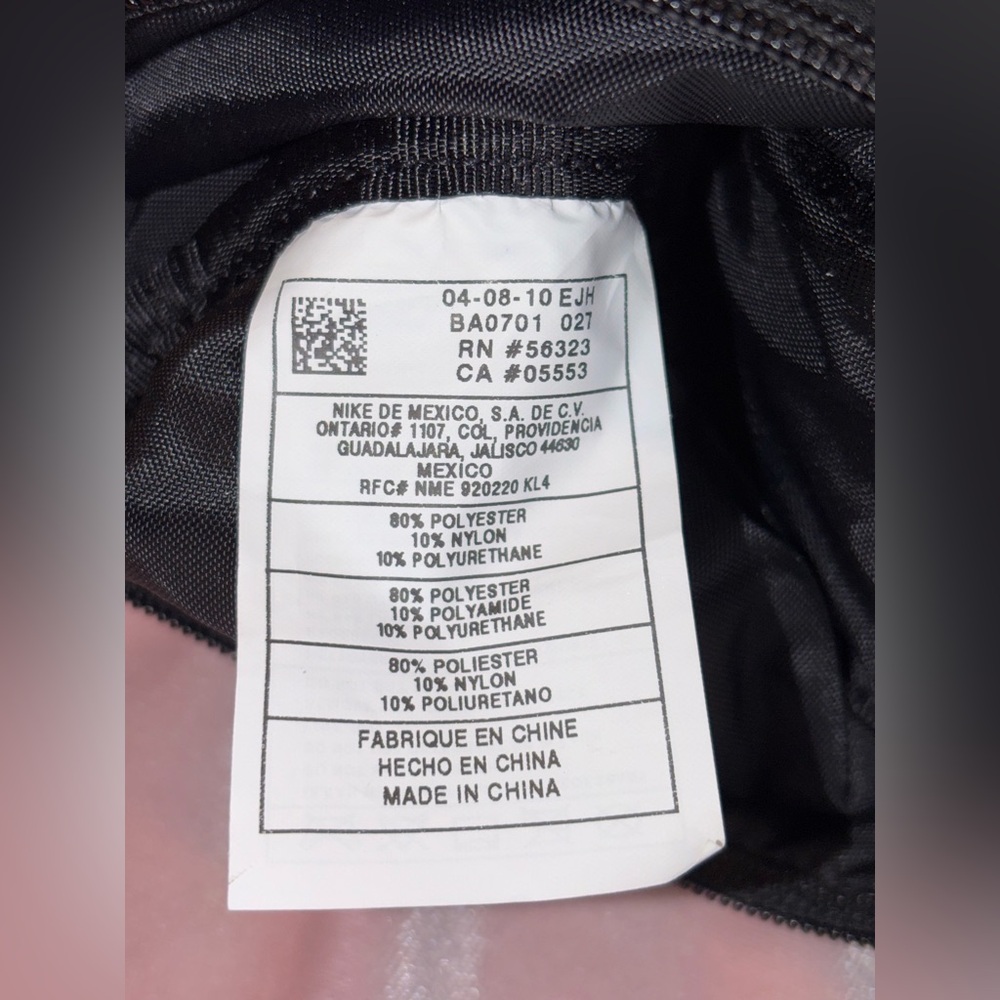 04-08-10 EJH
BA0701 027
RN #56323
CA #05553
NIKE DE MEXICO, S.A. DE C.V.
ONTARIO# 1107, COL, PROVIDENCIA
GUADALAJARA, JALISCO 44630
MEXICO
RFC# NME 920220 KL4
80% POLYESTER
10% NYLON
10% POLYURETHANE
80% POLYESTER
10% POLYAMIDE
10% POLYURETHANE
80% POLIESTER
10% NYLON
10% POLIURETANO
FABRIQUE EN CHINE
HECHO EN CHINA
MADE IN CHINA